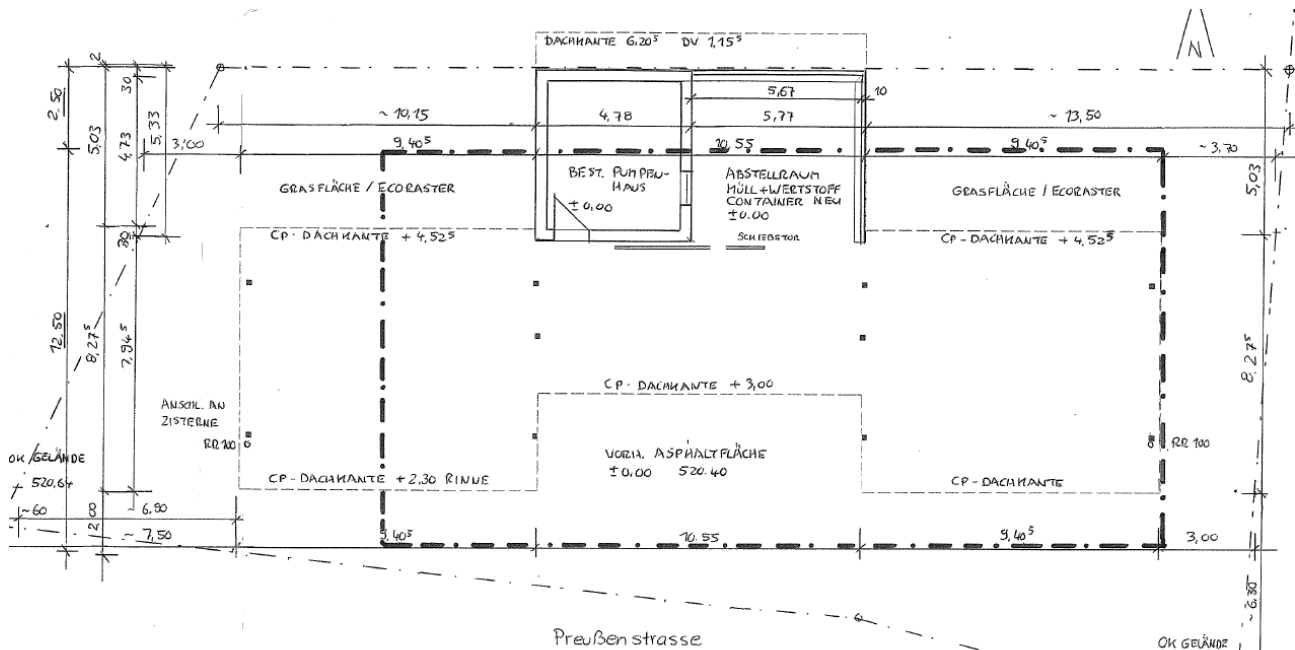 DACHKANTE 6,20⁵ DV 1,15⁵
N
2
2,50
5,03
30
4,73
5,33
3,00
~ 10,15
4,78
5,67
10
5,77
~ 13,50
9,40⁵
10,55
9,40⁵
~ 3,70
5,03
GRASFLÄCHE / ECORASTER
BEST. PUMPEN-
HAUS
±0,00
ABSTELLRAUM
MÜLL+WERTSTOFF
CONTAINER NEU
±0.00
SCHIEBETOR
GRASFLÄCHE / ECORASTER
CP- DACHKANTE + 4,52⁵
CP- DACHKANTE + 4,52⁵
12,50
8,27⁵
7,94⁵
8,27⁵
CP- DACHKANTE + 3,00
ANSCHL. AN
ZISTERNE
RR 100
RR 100
VORH. ASPHALTFLÄCHE
±0.00 520.40
OK/GELÄNDE
CP- DACHKANTE +2,30 RINNE
CP- DACHKANTE
~60
2,00
~ 6,90
~ 7,50
9,40⁵
10.55
9,40⁵
3,00
~ 6,30
Preußenstrasse
OK GELÄNDE